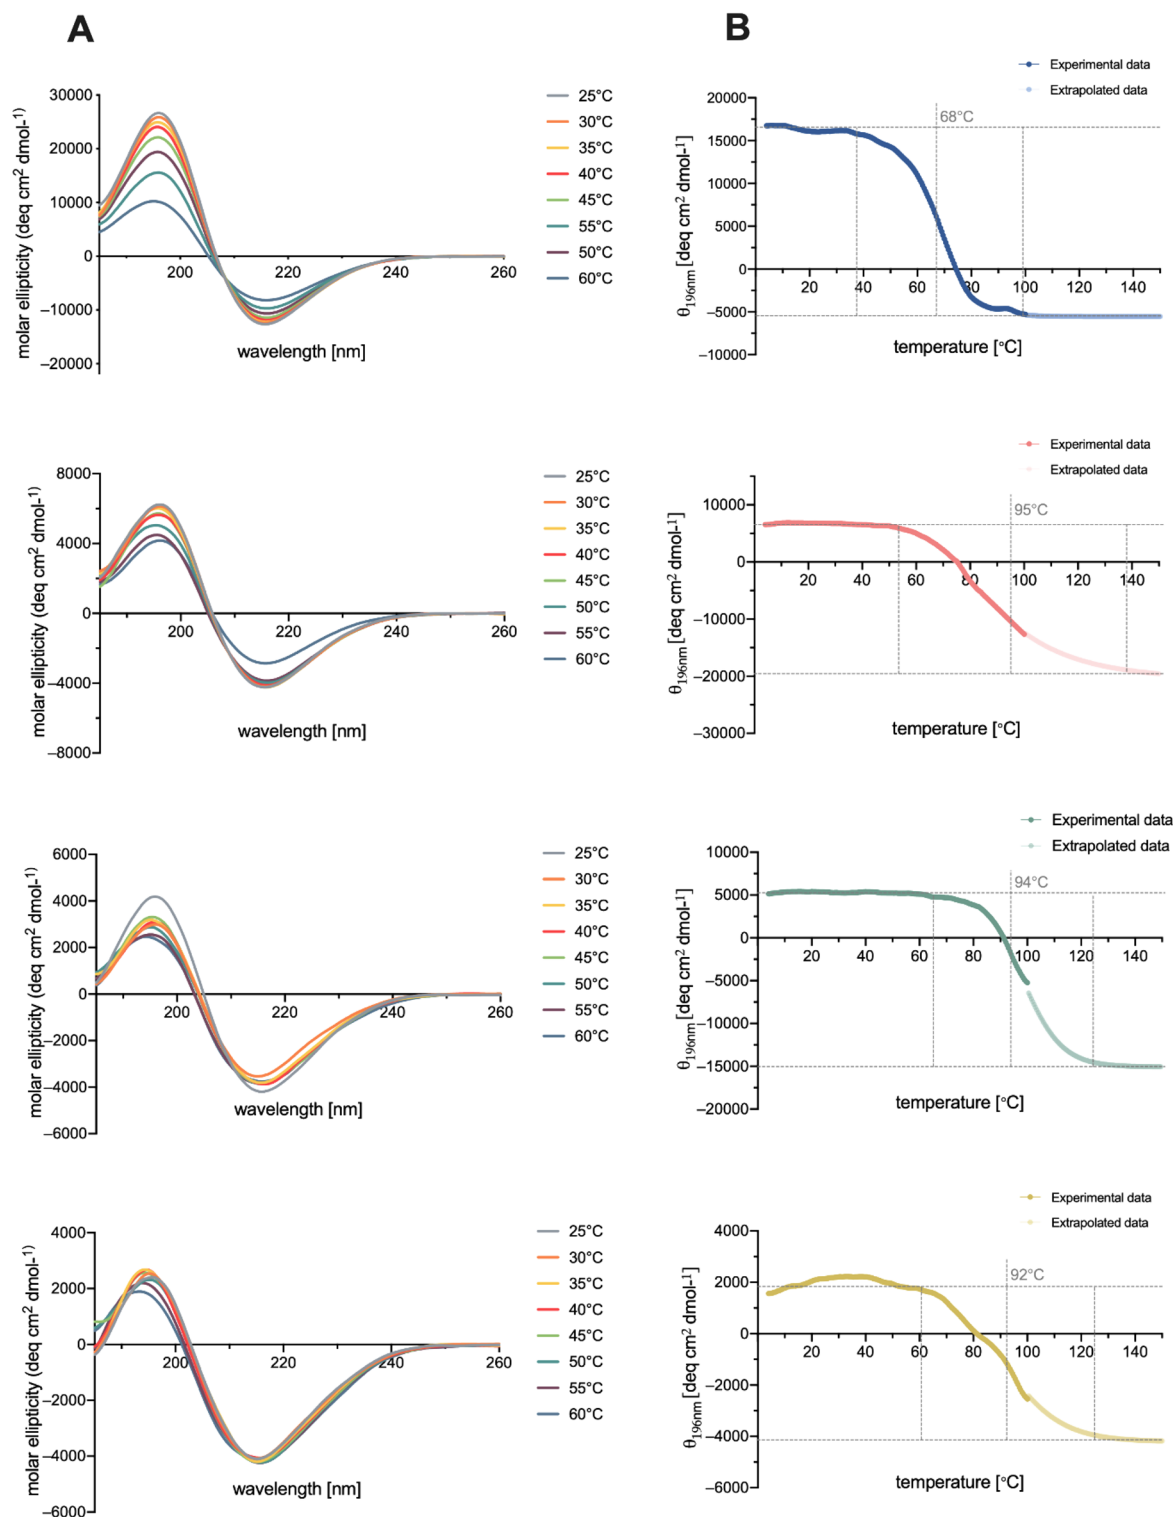 A
B
30000
20000
10000
0
–10000
–20000
200
220
240
260
molar ellipticity (deq cm2 dmol-1)
wavelength [nm]
25°C
30°C
35°C
40°C
45°C
55°C
50°C
60°C
Experimental data
Extrapolated data
20000
15000
10000
5000
0
–5000
–10000
20
40
60
80
100
120
140
68°C
θ196nm [deq cm2 dmol-1]
temperature [°C]
8000
4000
0
–4000
–8000
200
220
240
260
molar ellipticity (deq cm2 dmol-1)
wavelength [nm]
25°C
30°C
35°C
40°C
45°C
50°C
55°C
60°C
Experimental data
Extrapolated data
10000
0
–10000
–20000
–30000
20
40
60
80
100
120
140
95°C
θ196nm [deq cm2 dmol-1]
temperature [°C]
6000
4000
2000
0
–2000
–4000
–6000
200
220
240
260
molar ellipticity (deq cm2 dmol-1)
wavelength [nm]
25°C
30°C
35°C
40°C
45°C
50°C
55°C
60°C
Experimental data
Extrapolated data
10000
5000
0
–5000
–10000
–15000
–20000
20
40
60
80
100
120
140
94°C
θ196nm [deq cm2 dmol-1]
temperature [°C]
4000
2000
0
–2000
–4000
–6000
200
220
240
260
molar ellipticity (deq cm2 dmol-1)
wavelength [nm]
25°C
30°C
35°C
40°C
45°C
50°C
55°C
60°C
Experimental data
Extrapolated data
4000
2000
0
–2000
–4000
–6000
20
40
60
80
100
120
140
92°C
θ196nm [deq cm2 dmol-1]
temperature [°C]